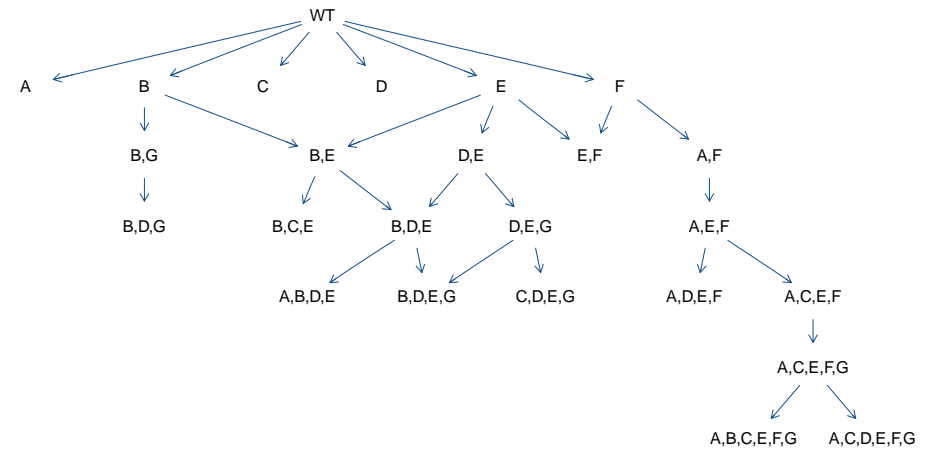 WT
A B C D E F
B,G B,E D,E E,F A,F
B,D,G B,C,E B,D,E D,E,G A,E,F
A,B,D,E B,D,E,G C,D,E,G A,D,E,F A,C,E,F
A,C,E,F,G
A,B,C,E,F,G A,C,D,E,F,G